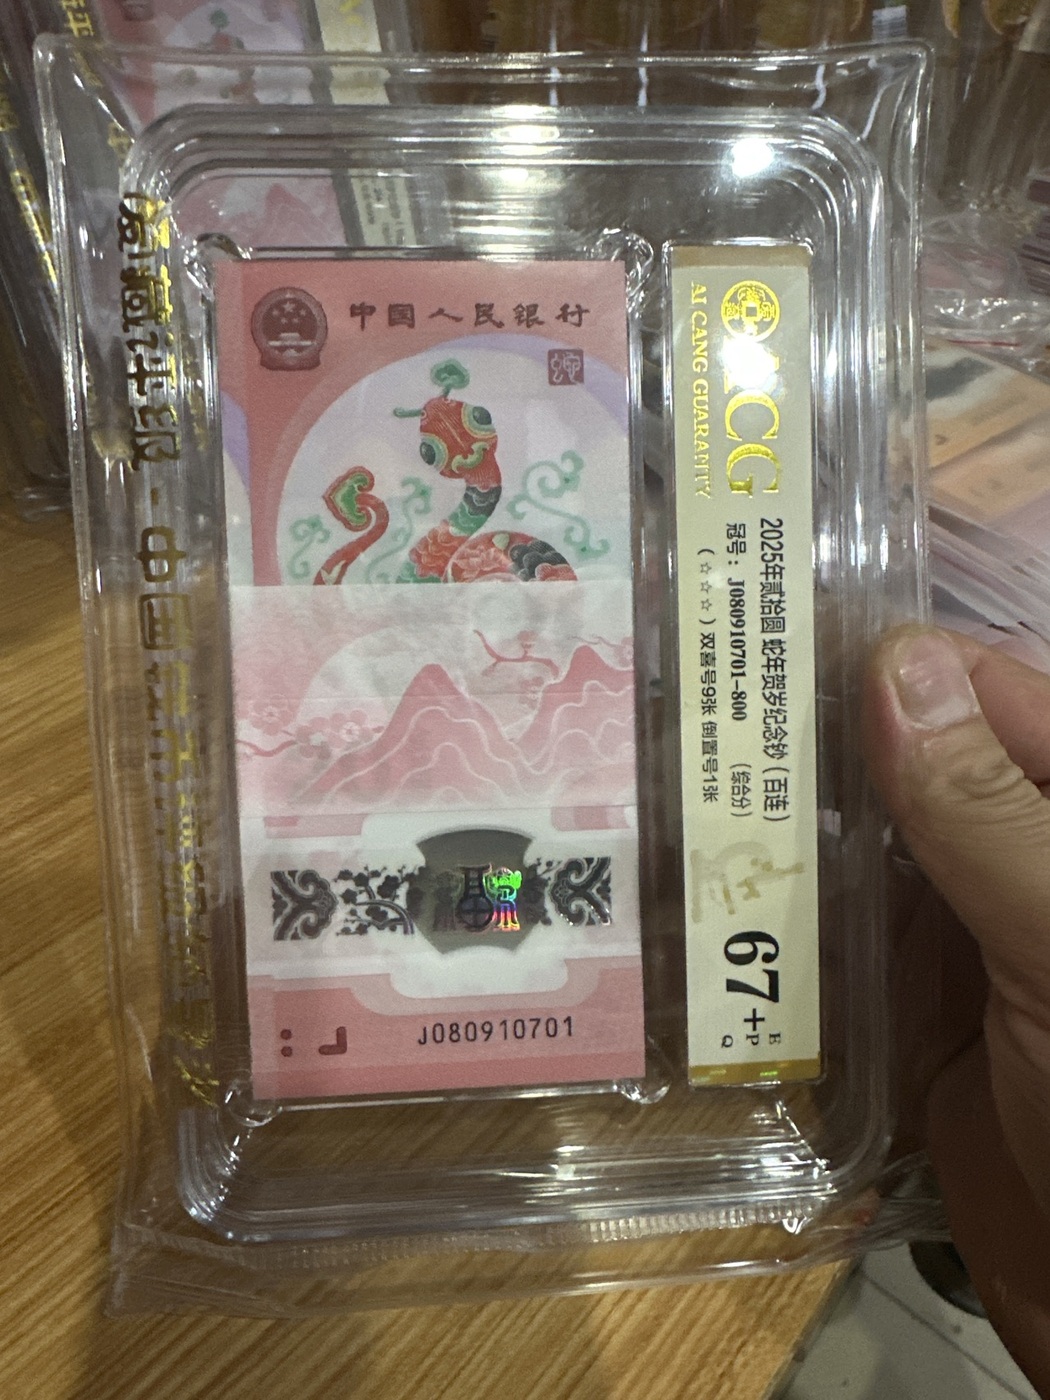 中国人民银行
J080910701
ACG
AI CANG GUARANTY
2025年贰拾圆 蛇年贺岁纪念钞（百连）
冠号：J080910701-800 （综合分）
（☆☆☆）双喜号9张 倒置号1张
67+
E
P
Q